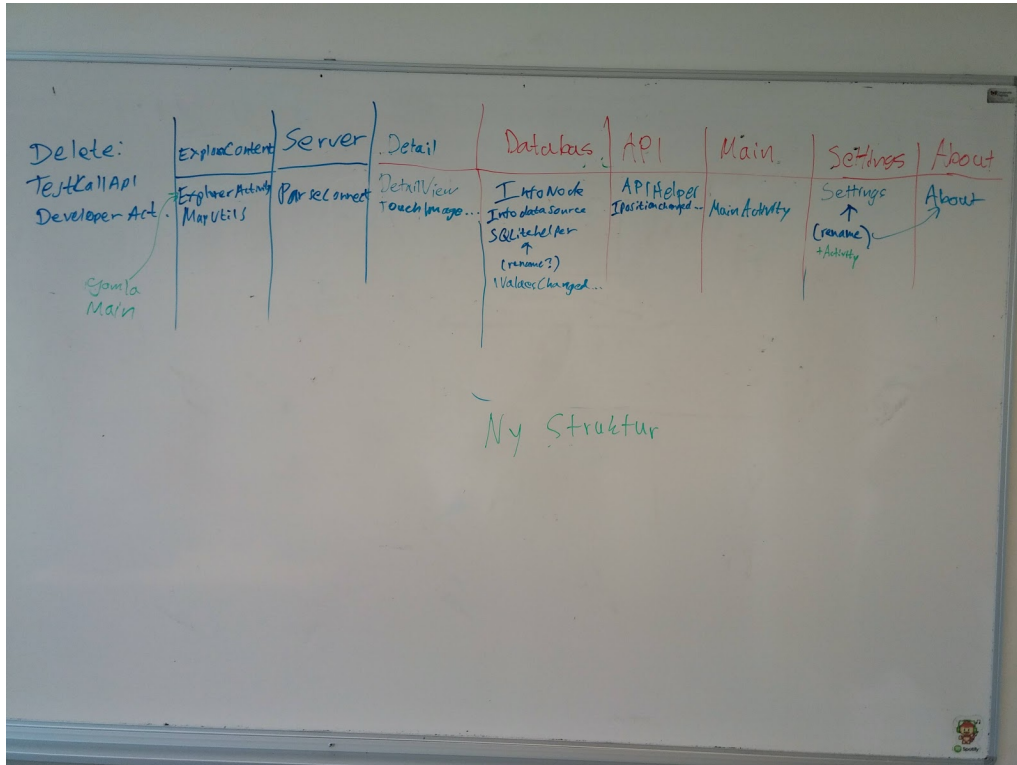 Delete:
TestCallApi
Developer Act.
Gamla
Main
ExploreContent
ExplorerActivity
MapUtils
Server
ParseConnect
Detail
DetailView
TouchImage...
Databas
InfoNode
Infodatasource
SQLitehelper
↑
(rename?)
IValuesChanged...
API
APIHelper
IPositionchanged...
Main
MainActivity
Settings
Settings
↑
(rename)
+Activity
About
About
Ny Struktur
Spotify